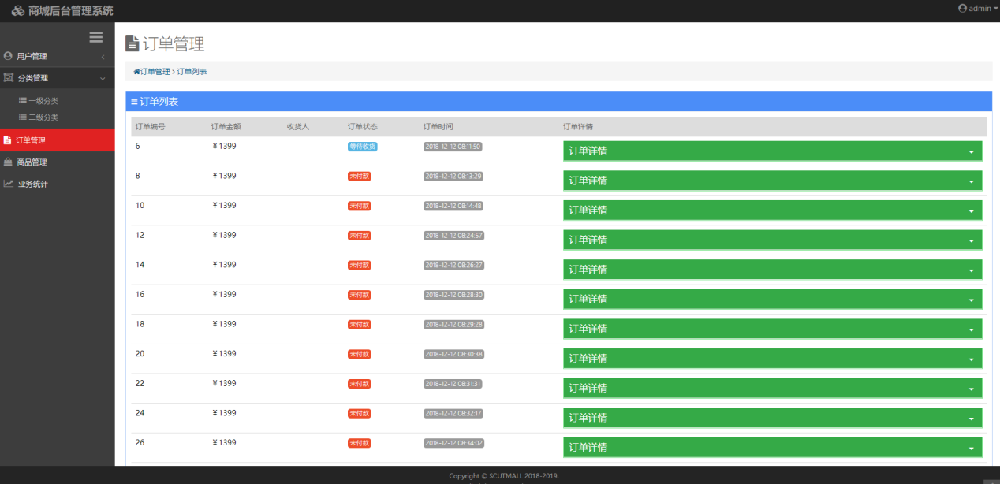 商城后台管理系统
admin
用户管理
分类管理
一级分类
二级分类
订单管理
商品管理
业务统计
订单管理
订单管理 › 订单列表
订单列表
订单编号 订单金额 收货人 订单状态 订单时间 订单详情
6 ¥ 1399 等待收货 2018-12-12 08:11:50 订单详情
8 ¥ 1399 未付款 2018-12-12 08:13:29 订单详情
10 ¥ 1399 未付款 2018-12-12 08:14:48 订单详情
12 ¥ 1399 未付款 2018-12-12 08:24:57 订单详情
14 ¥ 1399 未付款 2018-12-12 08:26:27 订单详情
16 ¥ 1399 未付款 2018-12-12 08:28:30 订单详情
18 ¥ 1399 未付款 2018-12-12 08:29:28 订单详情
20 ¥ 1399 未付款 2018-12-12 08:30:38 订单详情
22 ¥ 1399 未付款 2018-12-12 08:31:31 订单详情
24 ¥ 1399 未付款 2018-12-12 08:32:17 订单详情
26 ¥ 1399 未付款 2018-12-12 08:34:02 订单详情
Copyright © SCUTMALL 2018-2019.